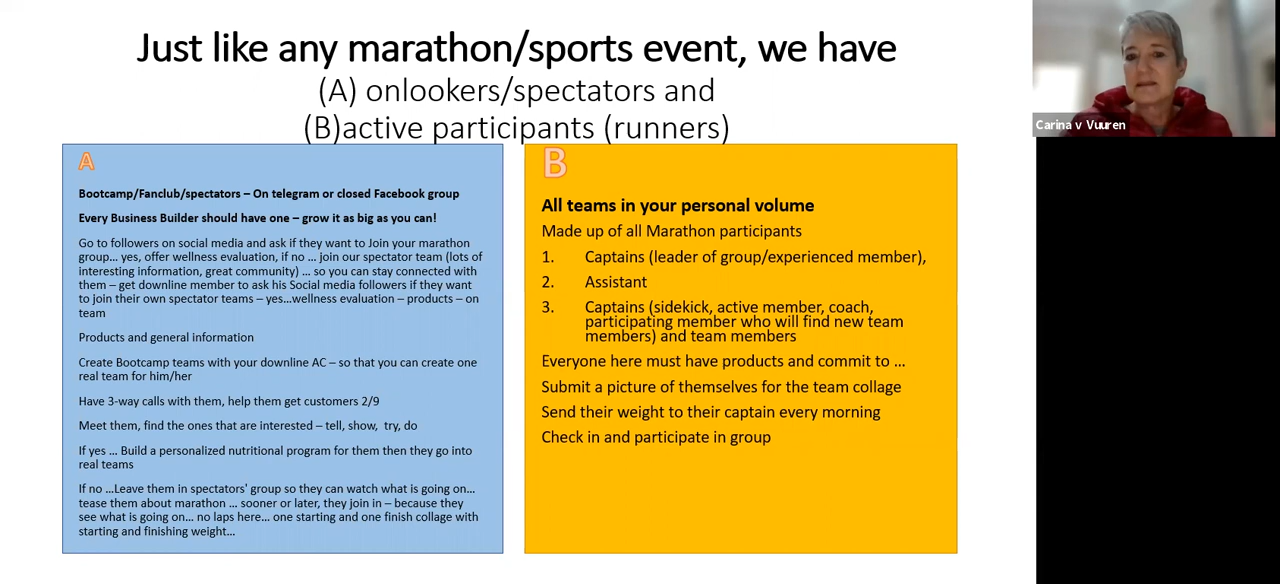 Just like any marathon/sports event, we have
(A) onlookers/spectators and
(B)active participants (runners)
A
Bootcamp/Fanclub/spectators – On telegram or closed Facebook group
Every Business Builder should have one – grow it as big as you can!
Go to followers on social media and ask if they want to Join your marathon
group... yes, offer wellness evaluation, if no ... join our spectator team (lots of
interesting information, great community) ... so you can stay connected with
them – get downline member to ask his Social media followers if they want
to join their own spectator teams – yes...wellness evaluation – products – on
team
Products and general information
Create Bootcamp teams with your downline AC – so that you can create one
real team for him/her
Have 3-way calls with them, help them get customers 2/9
Meet them, find the ones that are interested – tell, show, try, do
If yes ... Build a personalized nutritional program for them then they go into
real teams
If no ...Leave them in spectators' group so they can watch what is going on...
tease them about marathon ... sooner or later, they join in – because they
see what is going on... no laps here... one starting and one finish collage with
starting and finishing weight...
B
All teams in your personal volume
Made up of all Marathon participants
1. Captains (leader of group/experienced member),
2. Assistant
3. Captains (sidekick, active member, coach,
participating member who will find new team
members) and team members
Everyone here must have products and commit to ...
Submit a picture of themselves for the team collage
Send their weight to their captain every morning
Check in and participate in group
Carina v Vuuren